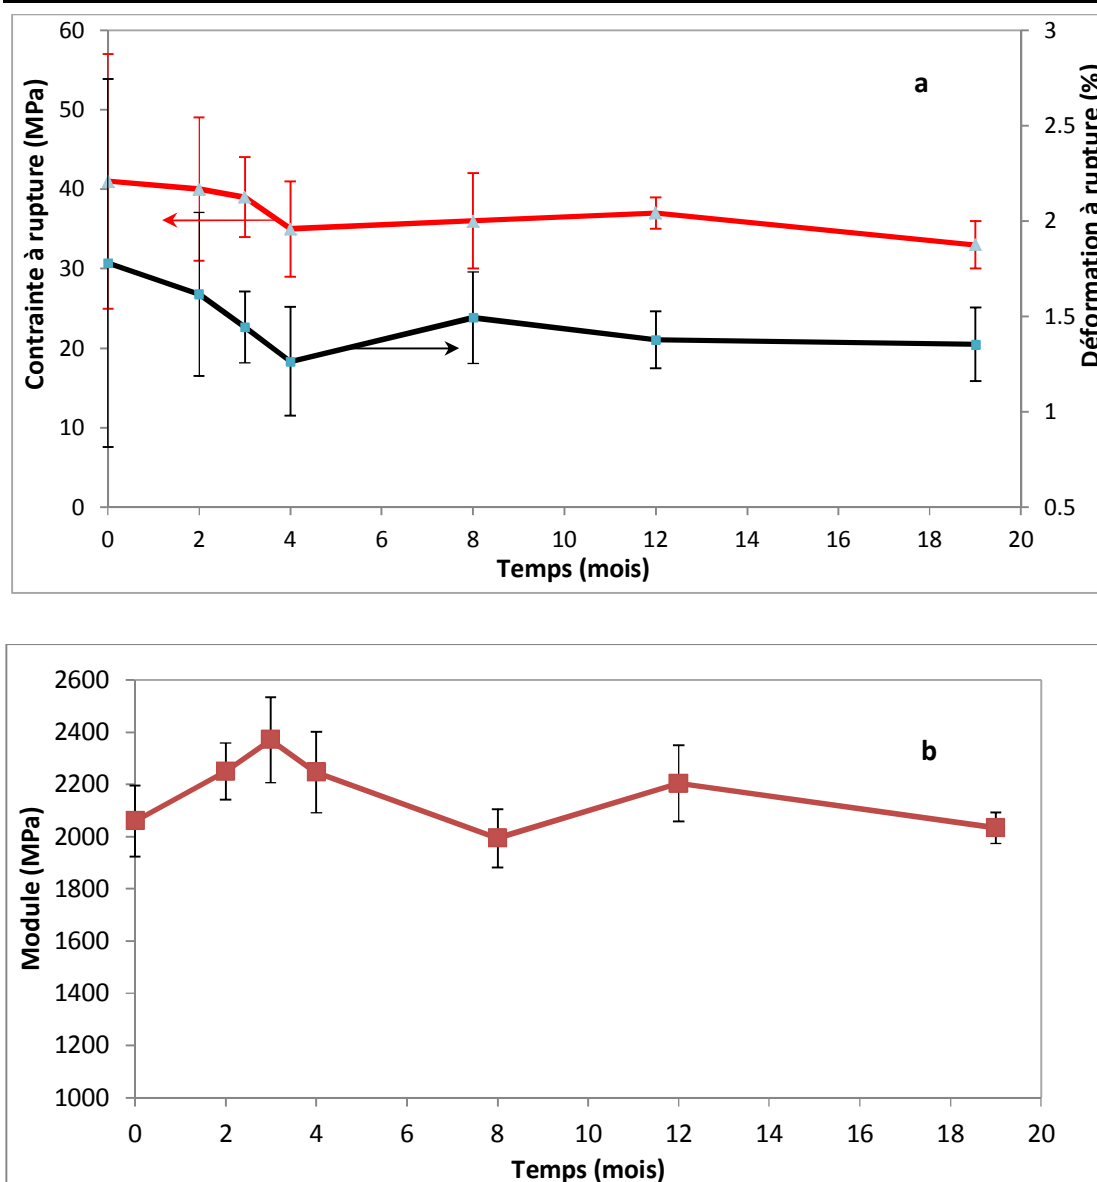 a
Contrainte à rupture (MPa)
60
50
40
30
20
10
0
Déformation à rupture (%)
3
2.5
2
1.5
1
0.5
0 2 4 6 8 10 12 14 16 18 20
Temps (mois)
b
Module (MPa)
2600
2400
2200
2000
1800
1600
1400
1200
1000
0 2 4 6 8 10 12 14 16 18 20
Temps (mois)